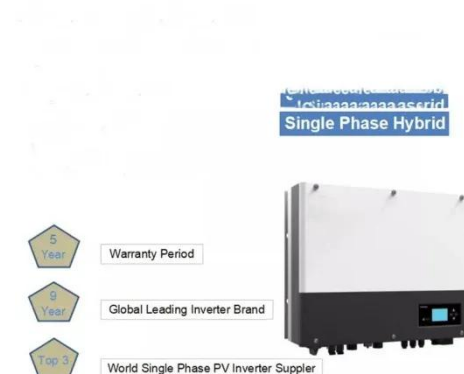 Single Phase Hybrid
5
Year
Warranty Period
9
Year
Global Leading Inverter Brand
Top 3
World Single Phase PV Inverter Suppler